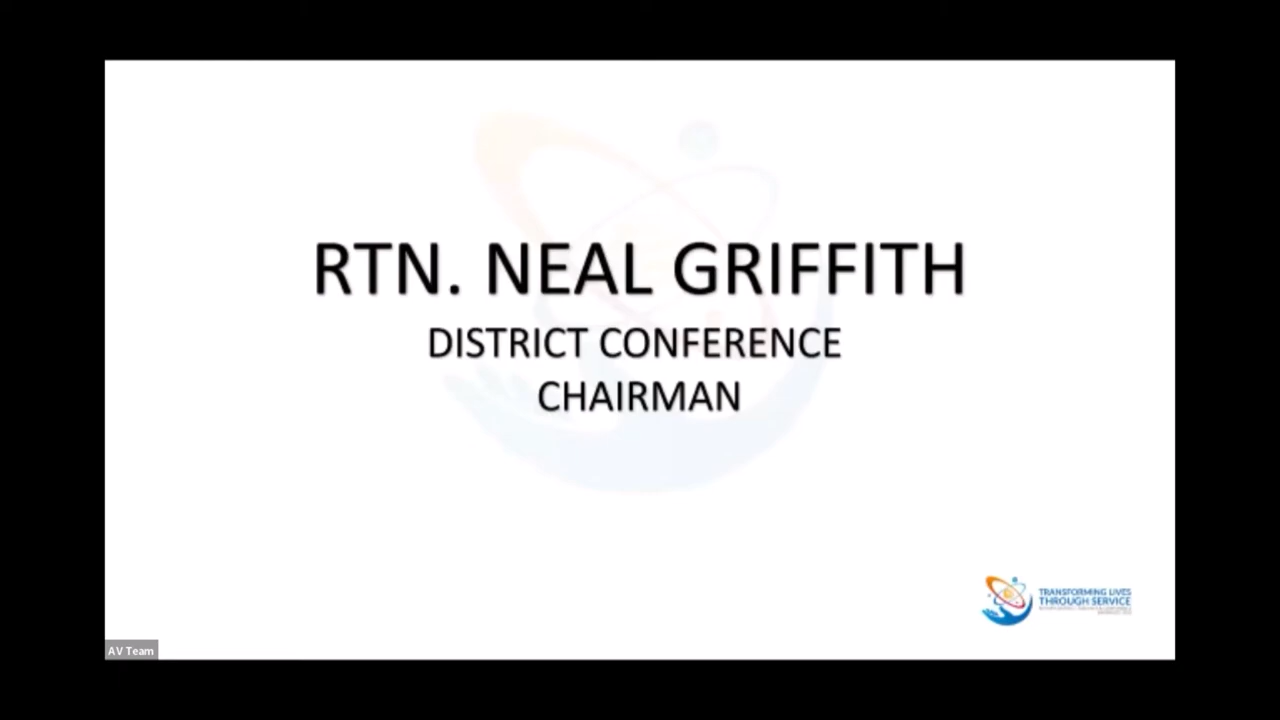 RTN. NEAL GRIFFITH
DISTRICT CONFERENCE
CHAIRMAN
TRANSFORMING LIVES
THROUGH SERVICE
AV Team